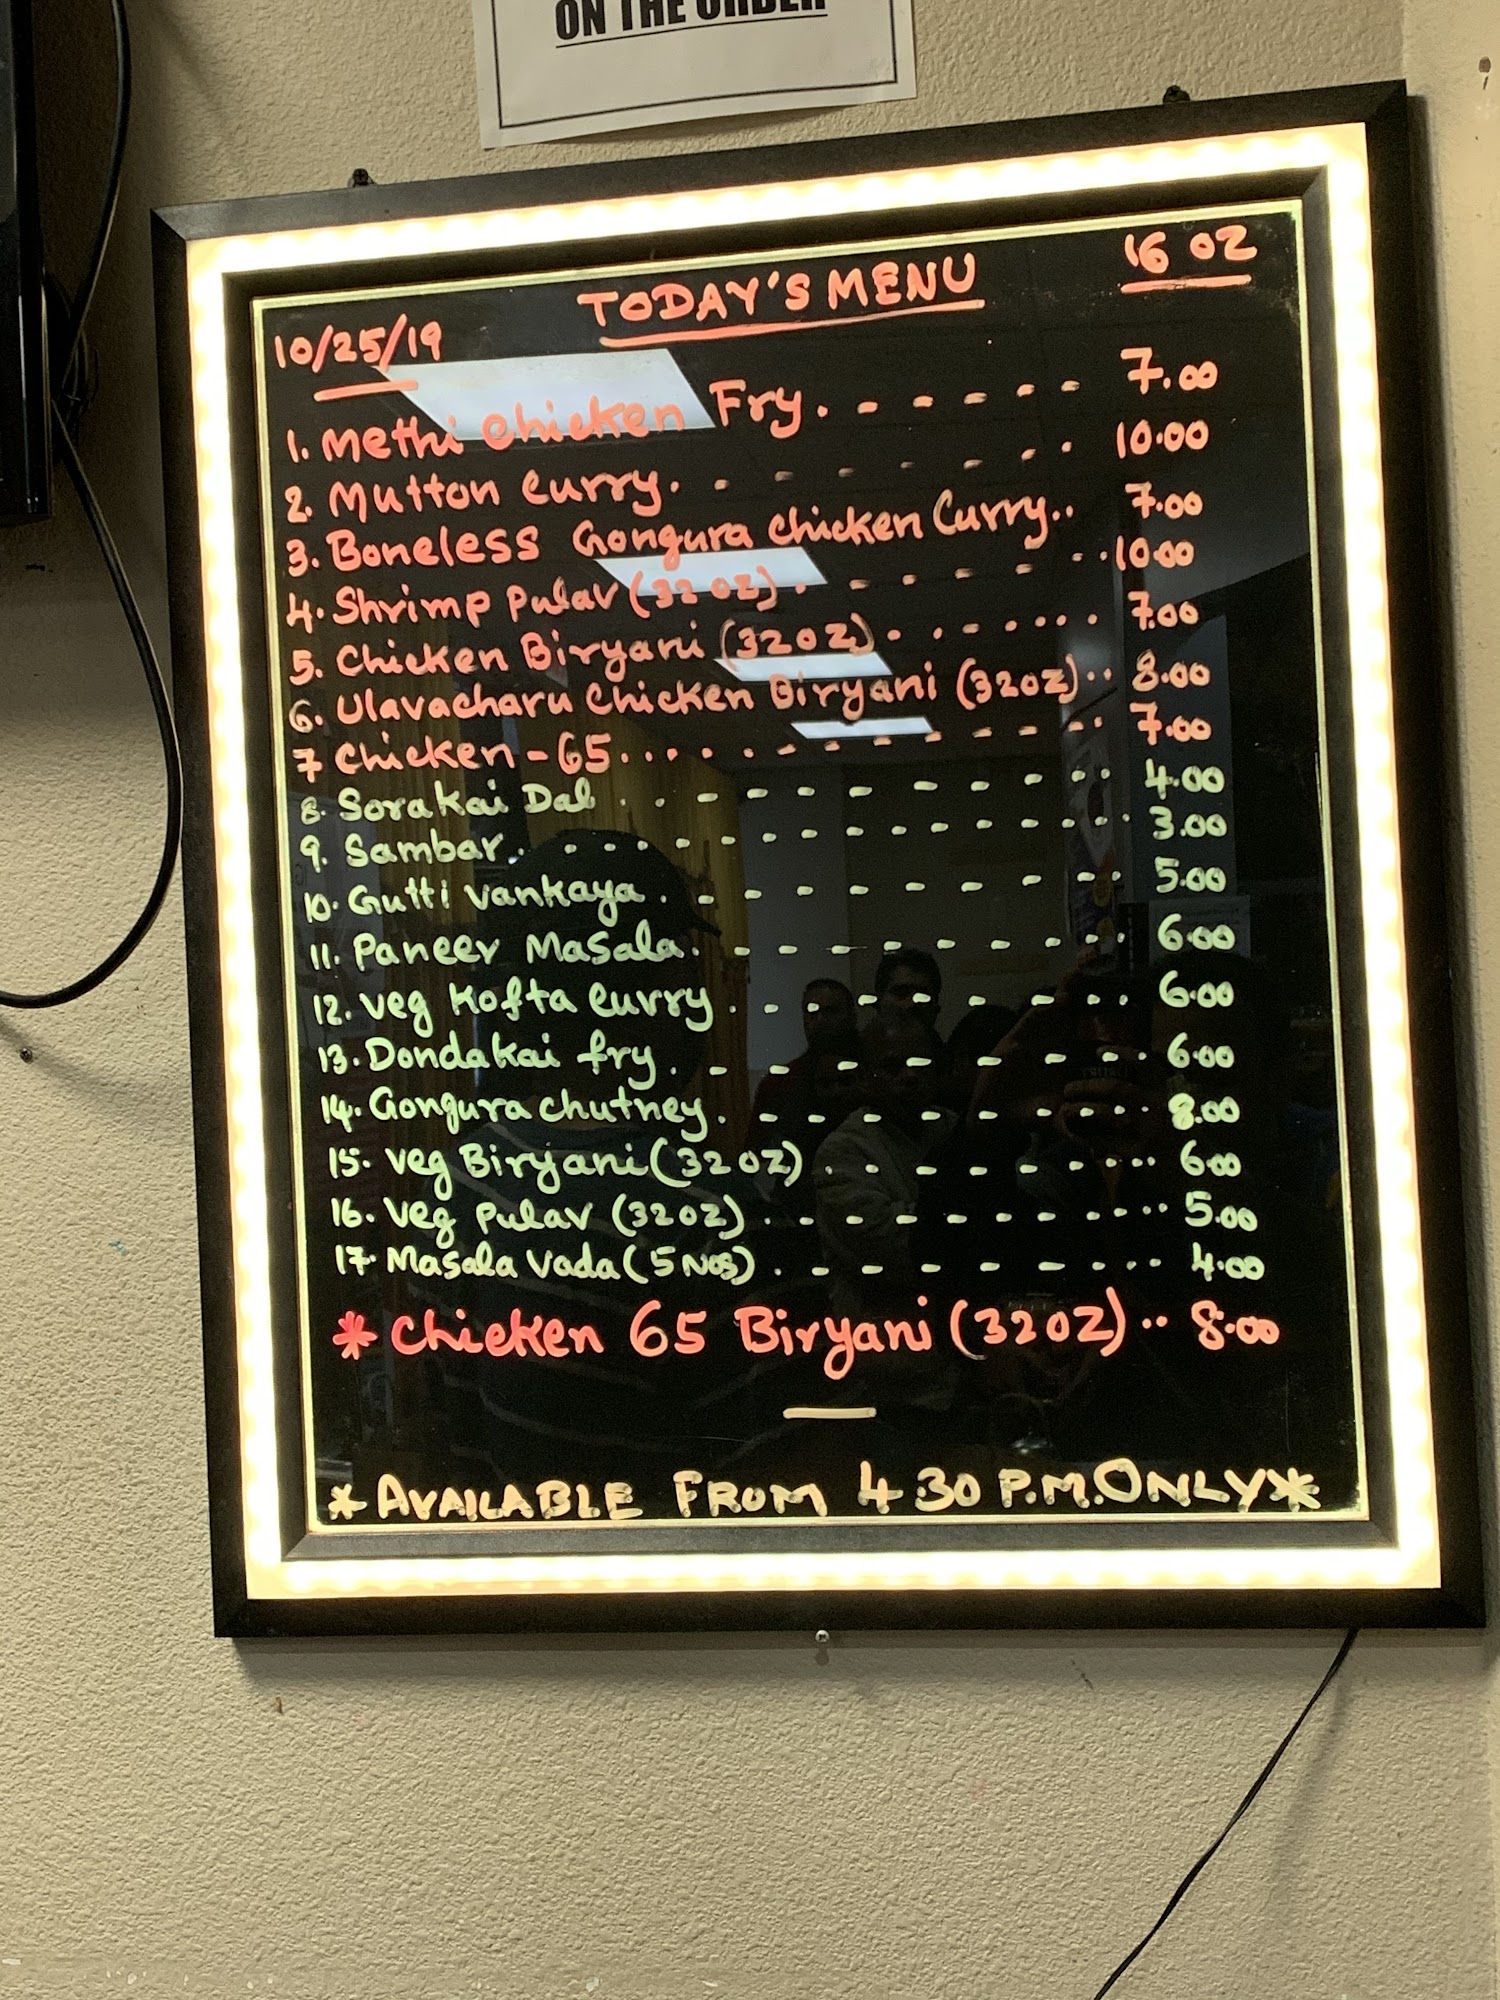 ON THE ORDER
TODAY'S MENU 16 OZ
10/25/19
1. Methi Chicken Fry. - - - - - 7.00
2. Mutton Curry. . - - - - . . 10.00
3. Boneless Gongura Chicken Curry.. 7.00
4. Shrimp Pulav (32 OZ) . - - - - - .. 10.00
5. Chicken Biryani (32OZ). . - - .... 7.00
6. Ulavacharu Chicken Biryani (32OZ).. 8.00
7 Chicken - 65.... . - - - - - - - .. 7.00
8. Sorakai Dal . . - - - - - - - .. 4.00
9. Sambar. . . . . - - - - - - - - .... 3.00
10. Gutti Vankaya . - - - - - - - ... 5.00
11. Paneer Masala. - - - - - - - - .. 6.00
12. Veg Kofta Curry . . - - - - - - - .. 6.00
13. Dondakai fry . - - - - - - - - .. 6.00
14. Gongura Chutney. - - - - - - - ... 8.00
15. Veg Biryani (32OZ) . . - - - - - .... 6.00
16. Veg Pulav (32OZ) . - - - - - - .... 5.00
17. Masala Vada (5 Nos) . - - - - - - ... 4.00
* Chicken 65 Biryani (32OZ) .. 8.00
* AVAILABLE FROM 4.30 P.M. ONLY *